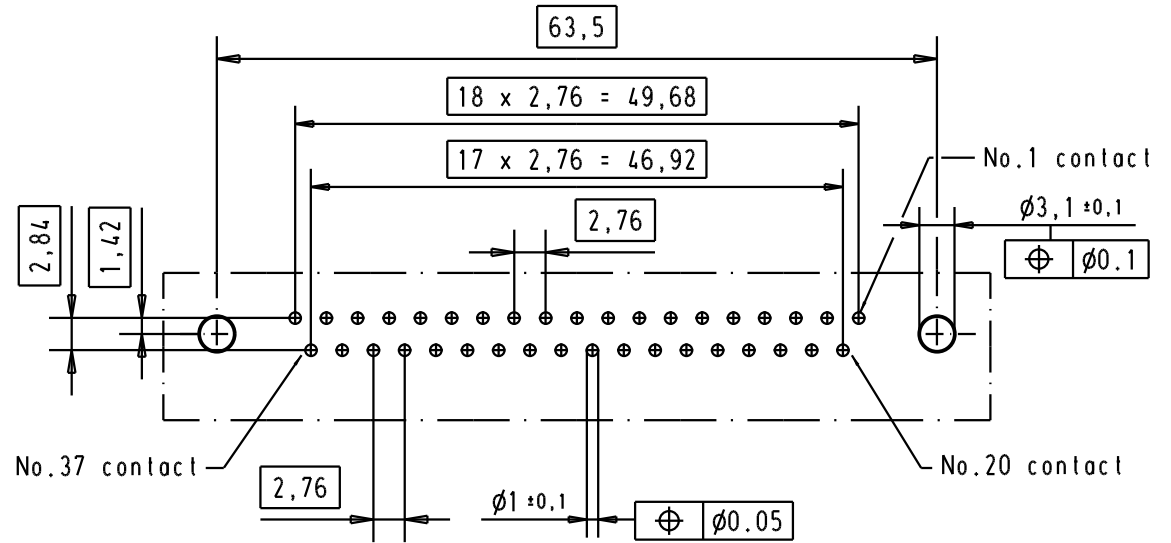 63,5
18 x 2,76 = 49,68
17 x 2,76 = 46,92
No.1 contact
2,84
1,42
2,76
ø3,1 ±0,1
⌖ ø0.1
No.37 contact
No.20 contact
2,76
ø1 ±0,1
⌖ ø0.05